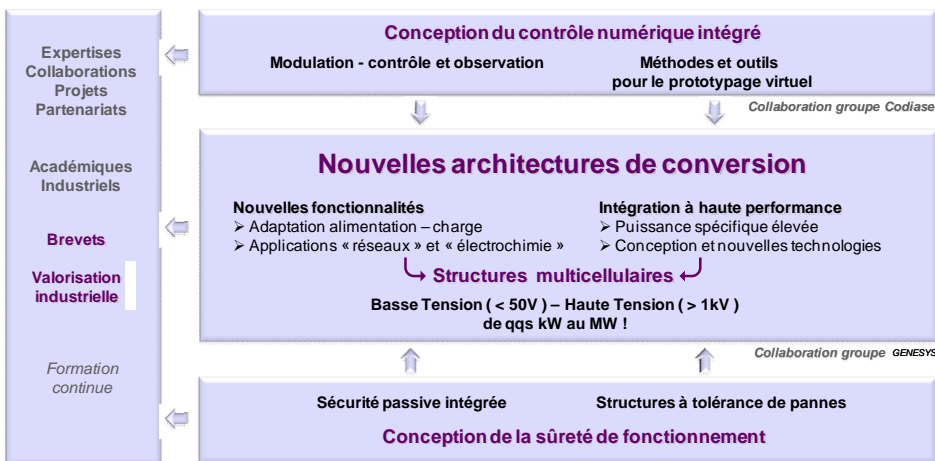 Expertises
Collaborations
Projets
Partenariats
Académiques
Industriels
Brevets
Valorisation
industrielle
Formation
continue
Conception du contrôle numérique intégré
Modulation - contrôle et observation
Méthodes et outils
pour le prototypage virtuel
Collaboration groupe Codiase
Nouvelles architectures de conversion
Nouvelles fonctionnalités
➢ Adaptation alimentation – charge
➢ Applications « réseaux » et « électrochimie »
Intégration à haute performance
➢ Puissance spécifique élevée
➢ Conception et nouvelles technologies
Structures multicellulaires
Basse Tension ( < 50V ) – Haute Tension ( > 1kV )
de qqs kW au MW !
Collaboration groupe GENESYS
Sécurité passive intégrée
Structures à tolérance de pannes
Conception de la sûreté de fonctionnement